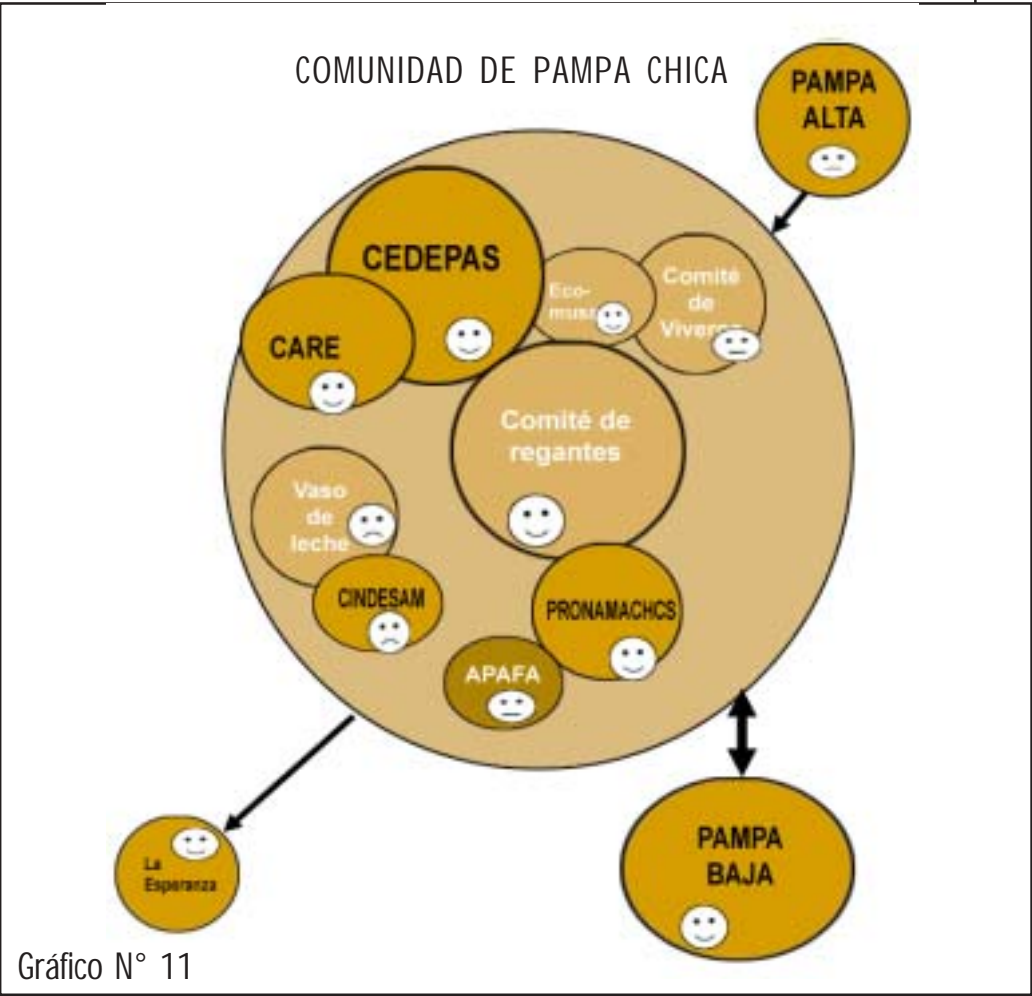 COMUNIDAD DE PAMPA CHICA
PAMPA
ALTA
CEDEPAS
Eco-
CARE
Comité
de
Comité de
regantes
Vaso
de
leche
CINDESAM
PRONAMACHCS
APAFA
La
Esperanza
PAMPA
BAJA
Gráfico N° 11